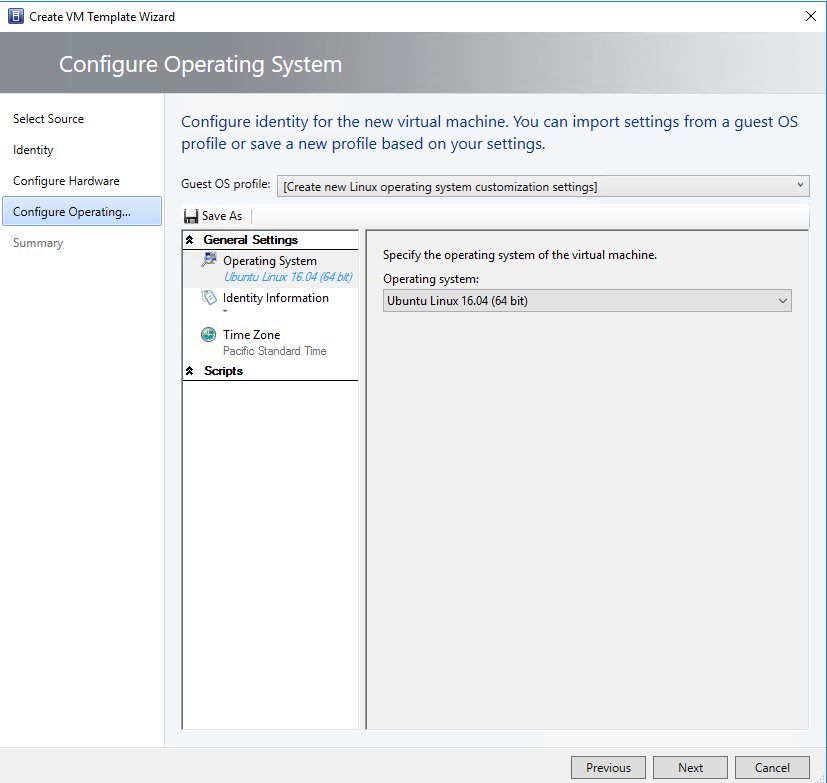 Create VM Template Wizard
Configure Operating System
Select Source
Identity
Configure Hardware
Configure Operating...
Summary
Configure identity for the new virtual machine. You can import settings from a guest OS
profile or save a new profile based on your settings.
Guest OS profile: [Create new Linux operating system customization settings]
Save As
General Settings
Operating System
Ubuntu Linux 16.04 (64 bit)
Identity Information
*
Time Zone
Pacific Standard Time
Scripts
Specify the operating system of the virtual machine.
Operating system:
Ubuntu Linux 16.04 (64 bit)
Previous Next Cancel